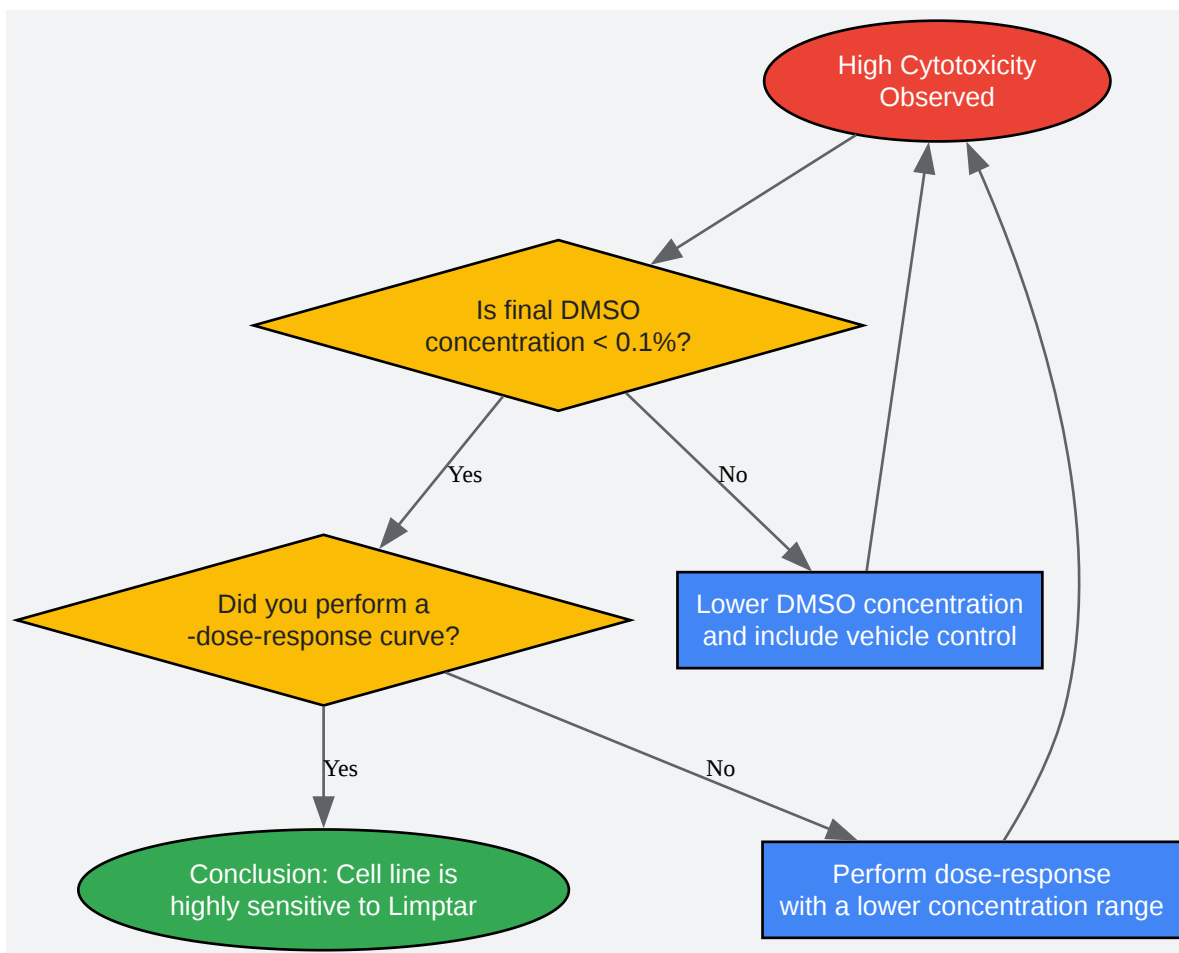 High Cytotoxicity
Observed
Is final DMSO
concentration < 0.1%?
Yes
No
Did you perform a
-dose-response curve?
Lower DMSO concentration
and include vehicle control
Yes
No
Conclusion: Cell line is
highly sensitive to Limptar
Perform dose-response
with a lower concentration range